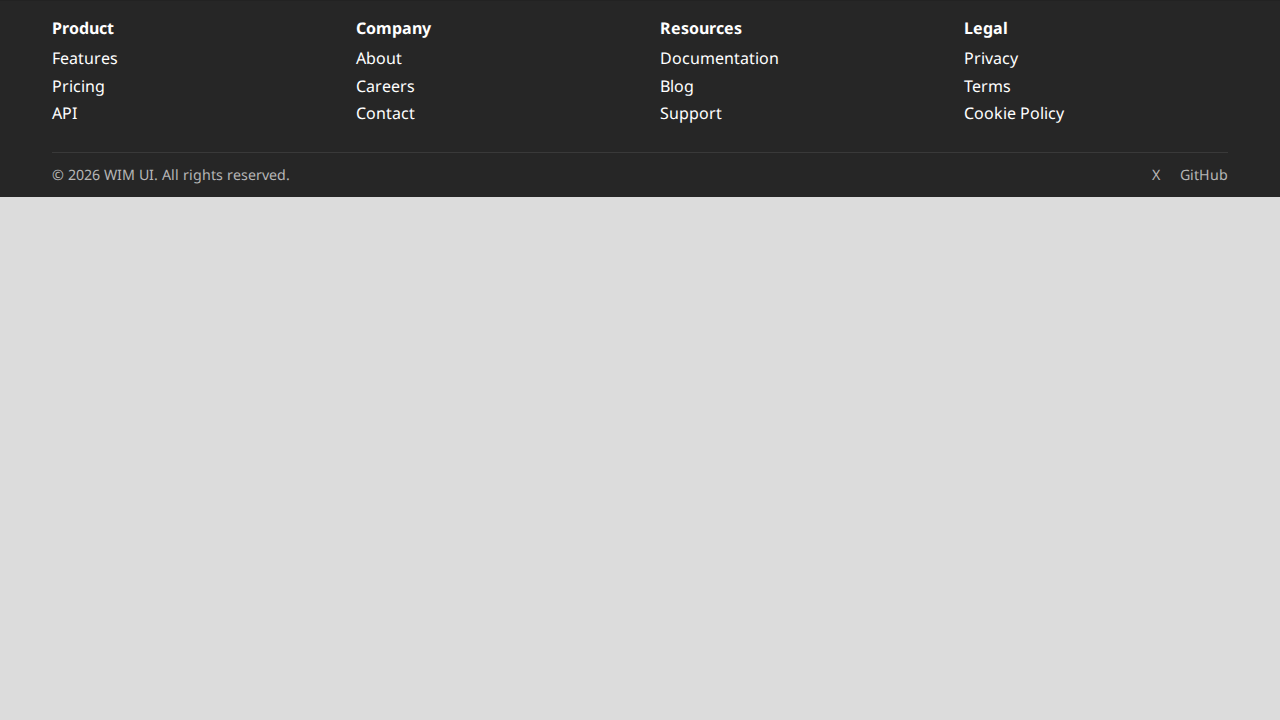 Product
Features
Pricing
API
Company
About
Careers
Contact
Resources
Documentation
Blog
Support
Legal
Privacy
Terms
Cookie Policy
© 2026 WIM UI. All rights reserved.
X GitHub